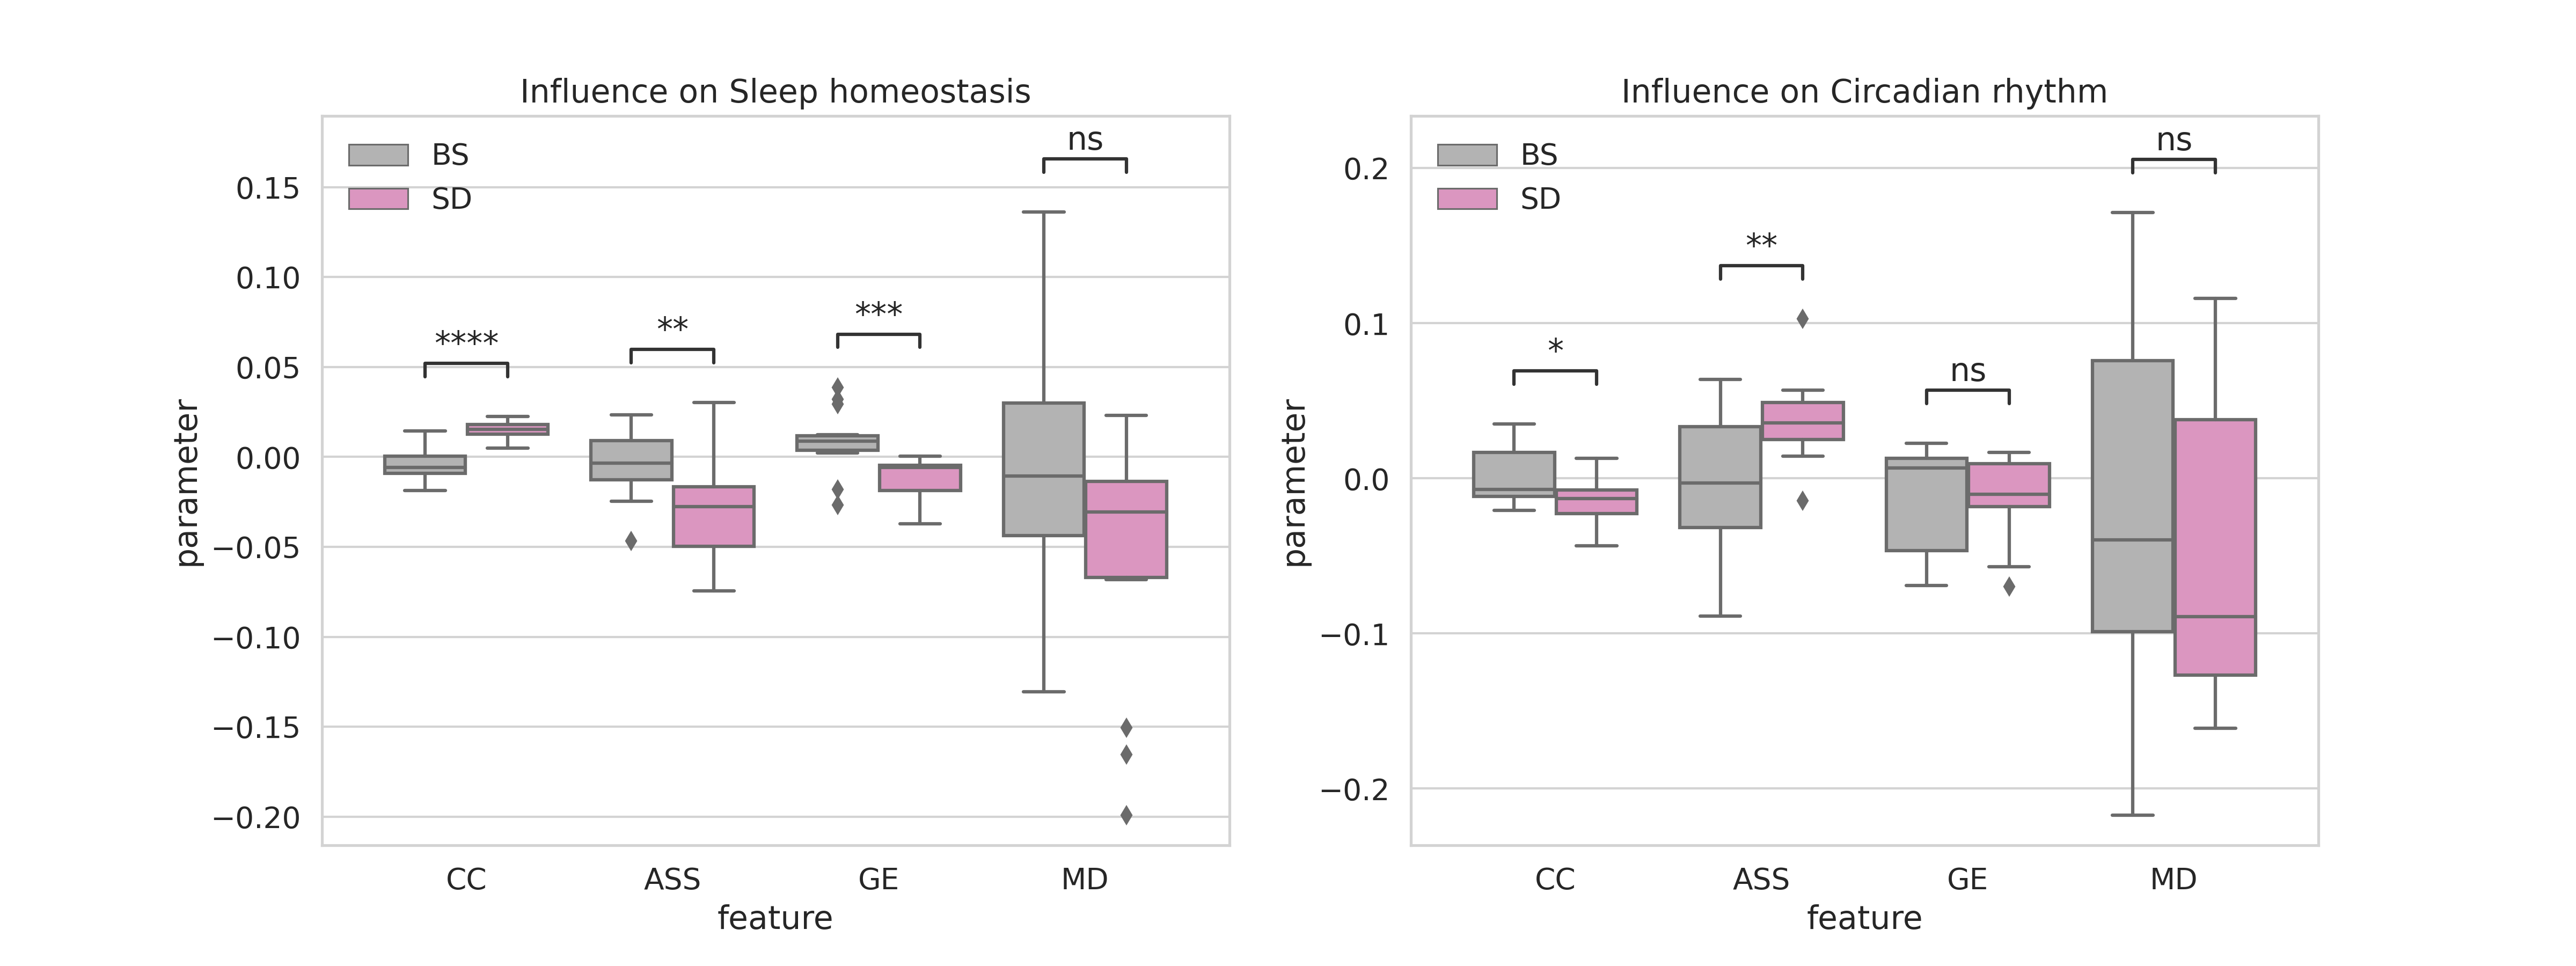 Influence on Sleep homeostasis
BS
SD
ns
****
**
***
0.15
0.10
0.05
0.00
−0.05
−0.10
−0.15
−0.20
parameter
CC
ASS
GE
MD
feature
Influence on Circadian rhythm
BS
SD
ns
**
*
ns
0.2
0.1
0.0
−0.1
−0.2
parameter
CC
ASS
GE
MD
feature